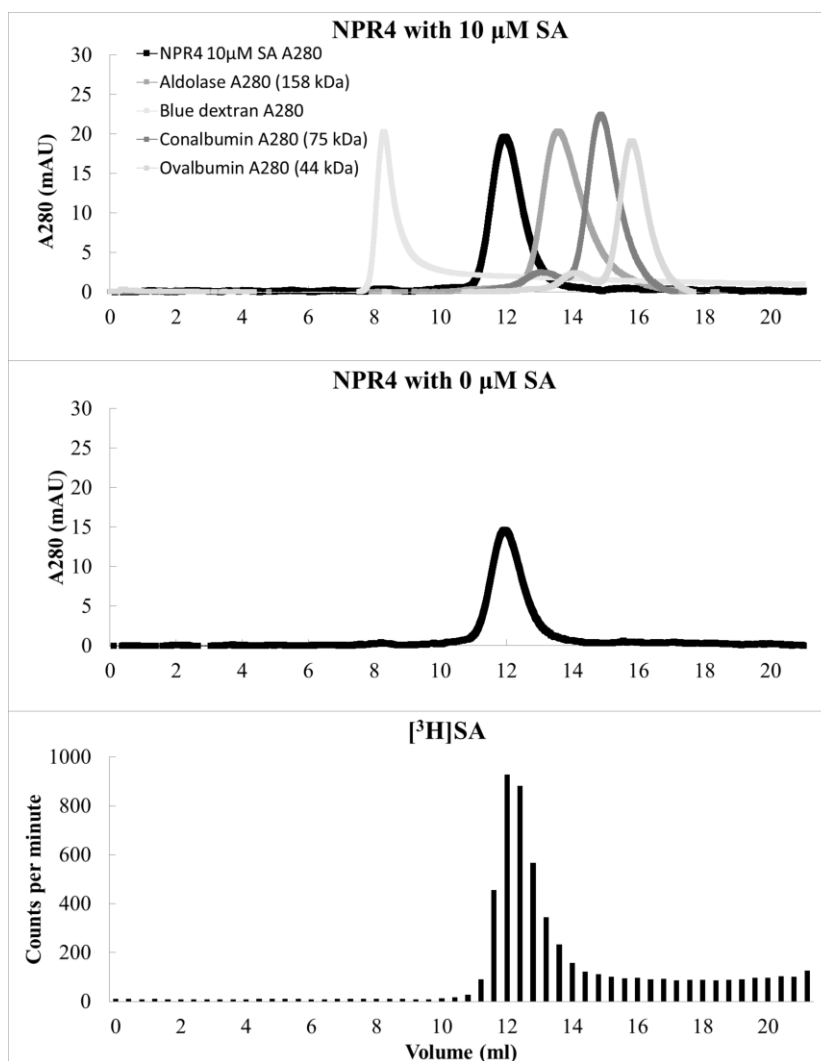 NPR4 with 10 µM SA
NPR4 10µM SA A280
Aldolase A280 (158 kDa)
Blue dextran A280
Conalbumin A280 (75 kDa)
Ovalbumin A280 (44 kDa)
A280 (mAU)
30
25
20
15
10
5
0
0 2 4 6 8 10 12 14 16 18 20
NPR4 with 0 µM SA
A280 (mAU)
30
25
20
15
10
5
0
0 2 4 6 8 10 12 14 16 18 20
[³H]SA
Counts per minute
1000
800
600
400
200
0
0 2 4 6 8 10 12 14 16 18 20
Volume (ml)